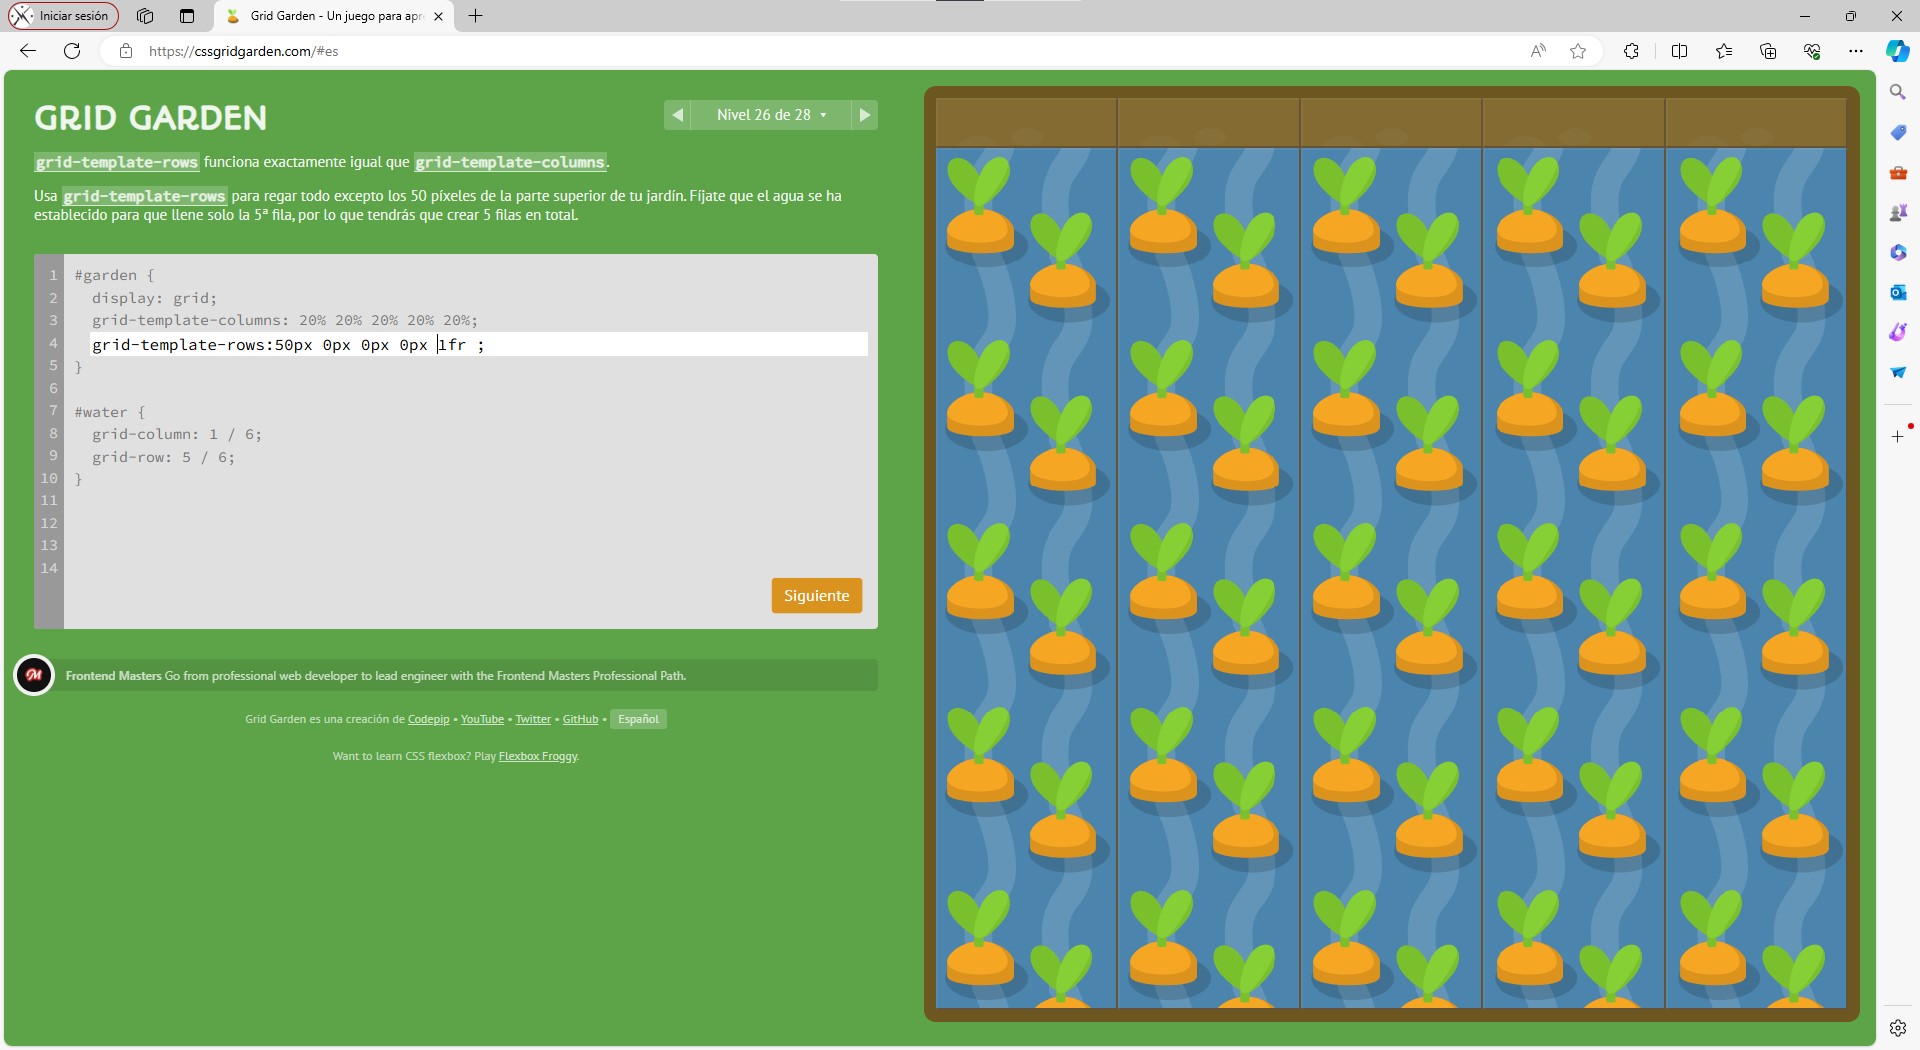 Iniciar sesión
Grid Garden - Un juego para apr
https://cssgridgarden.com/#es
GRID GARDEN
Nivel 26 de 28
grid-template-rows funciona exactamente igual que grid-template-columns.
Usa grid-template-rows para regar todo excepto los 50 píxeles de la parte superior de tu jardín. Fíjate que el agua se ha
establecido para que llene solo la 5ª fila, por lo que tendrás que crear 5 filas en total.
1 #garden {
2 display: grid;
3 grid-template-columns: 20% 20% 20% 20% 20%;
4 grid-template-rows:50px 0px 0px 0px 1fr ;
5 }
6
7 #water {
8 grid-column: 1 / 6;
9 grid-row: 5 / 6;
10 }
11
12
13
14
Siguiente
M Frontend Masters Go from professional web developer to lead engineer with the Frontend Masters Professional Path.
Grid Garden es una creación de Codepip • YouTube • Twitter • GitHub • Español
Want to learn CSS flexbox? Play Flexbox Froggy.